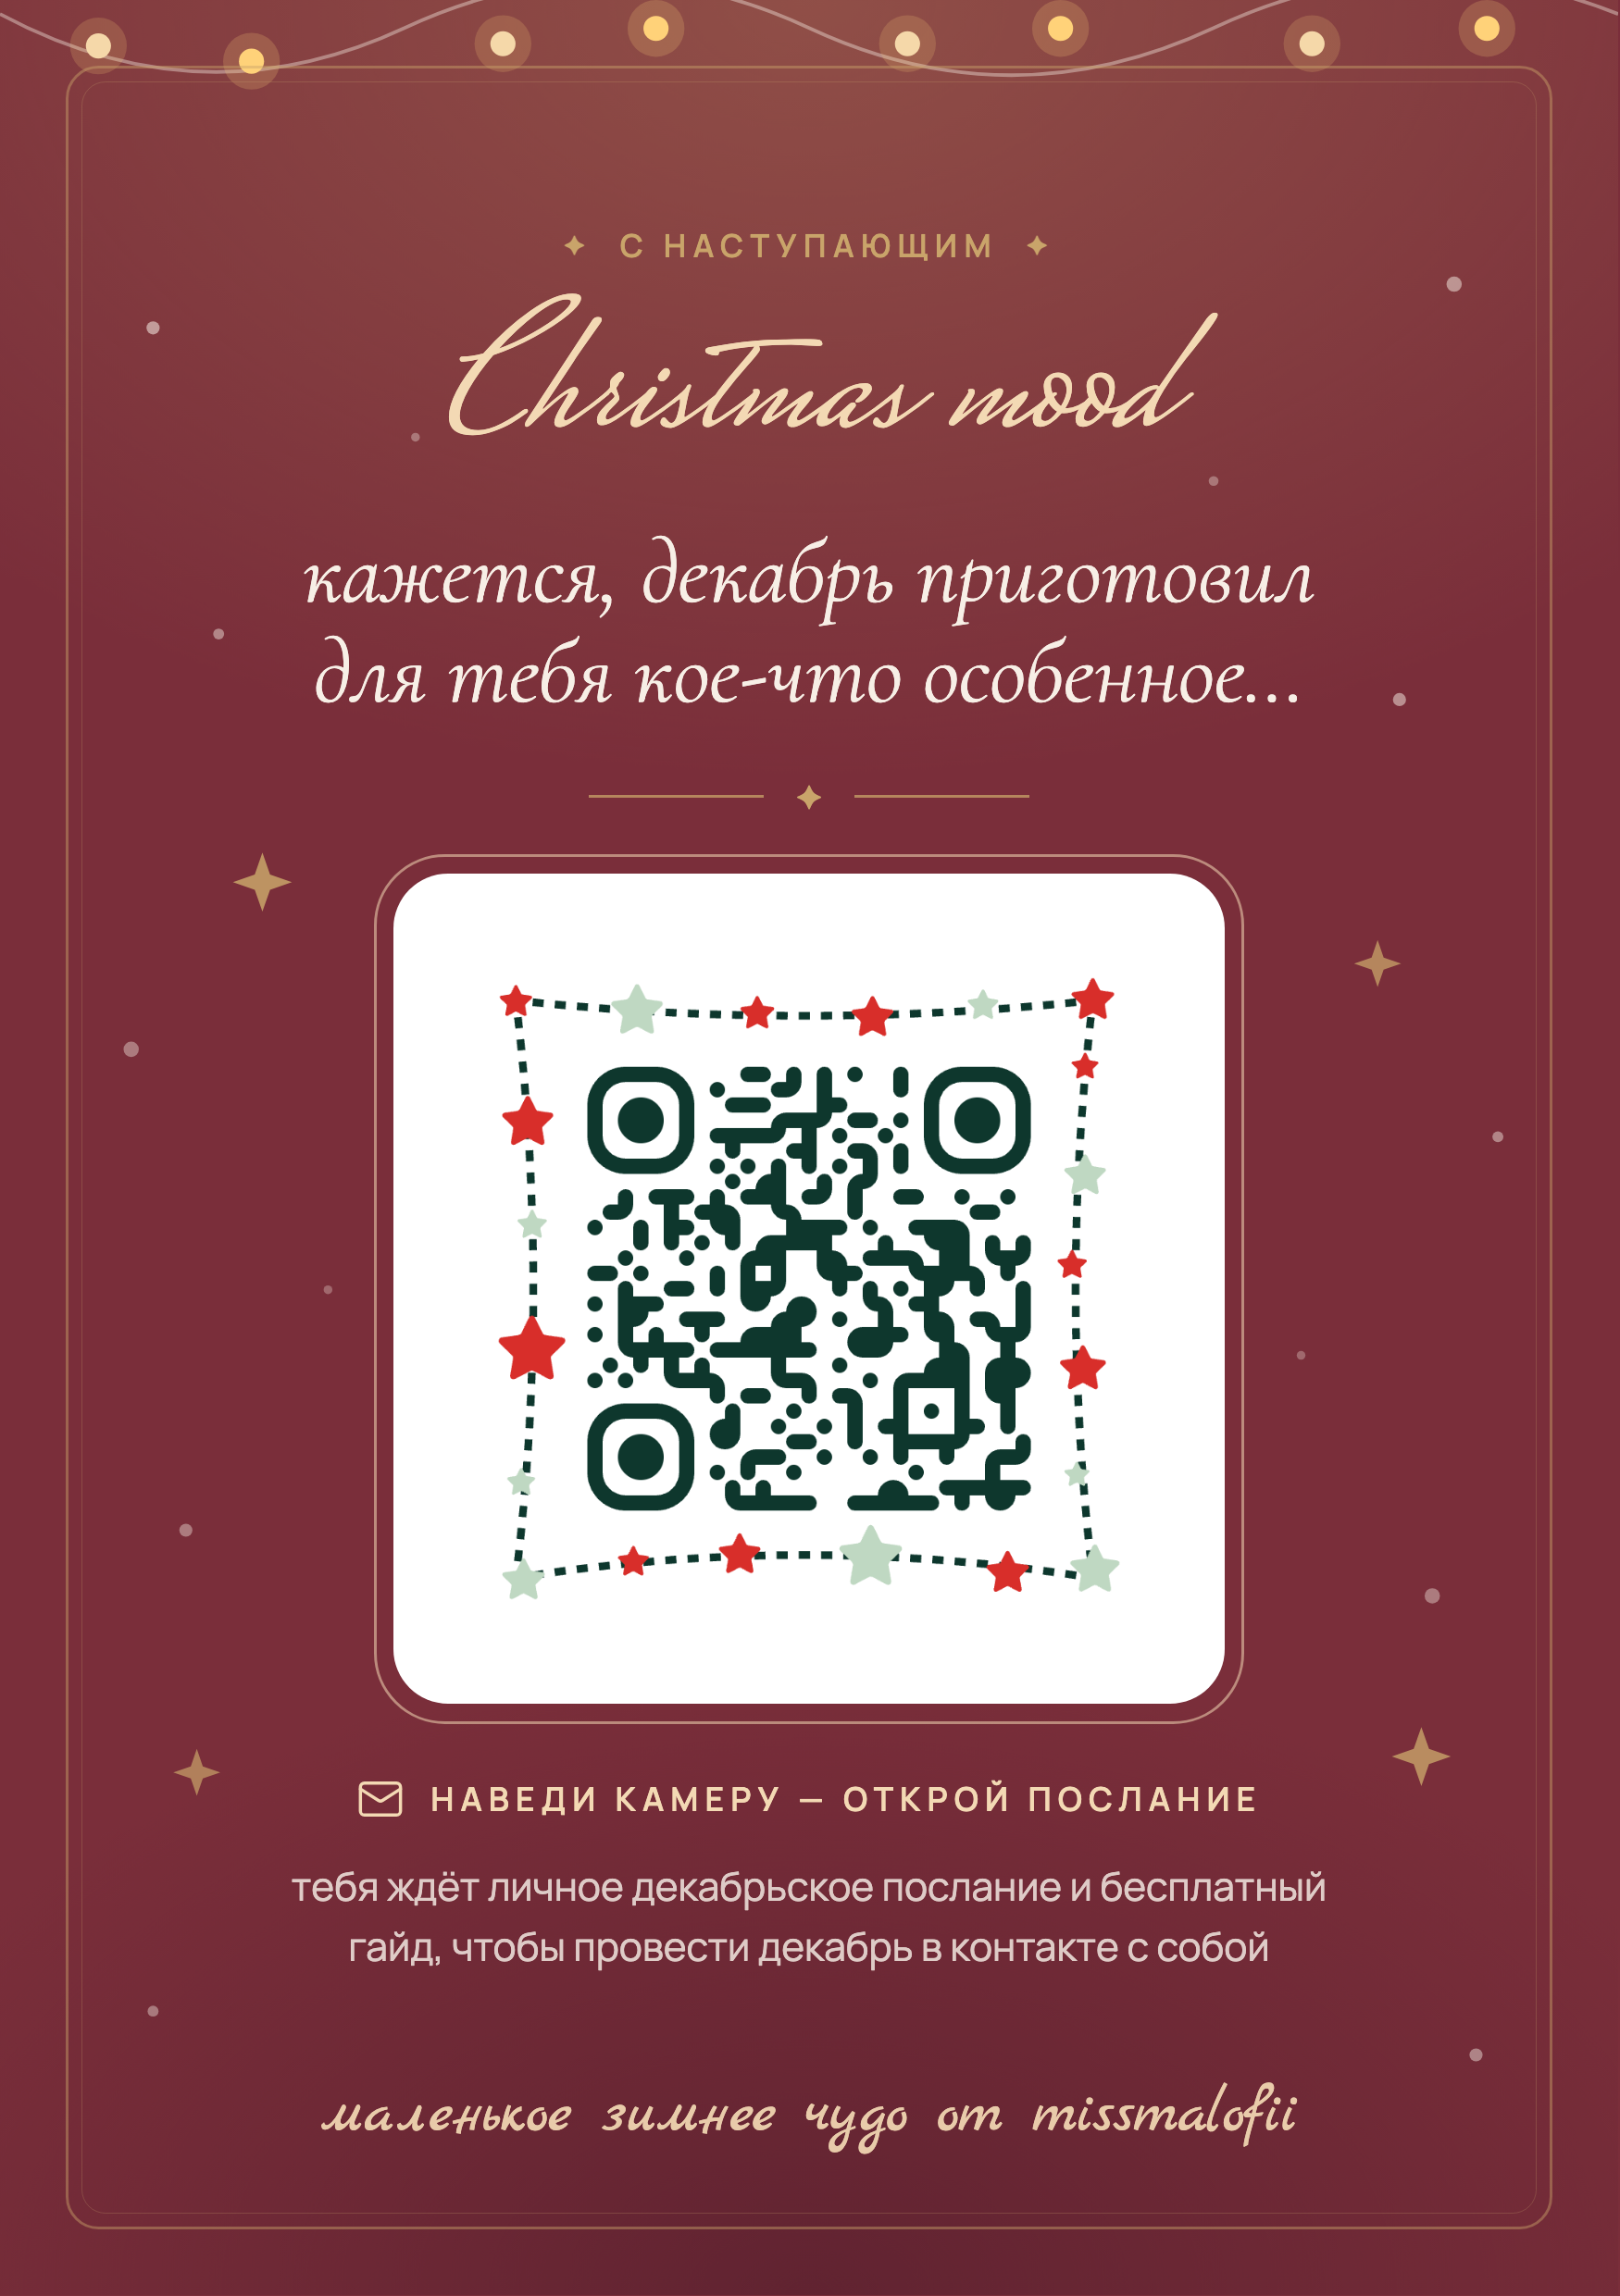 С НАСТУПАЮЩИМ
Christmas mood
кажется, декабрь приготовил
для тебя кое-что особенное...
НАВЕДИ КАМЕРУ — ОТКРОЙ ПОСЛАНИЕ
тебя ждёт личное декабрьское послание и бесплатный
гайд, чтобы провести декабрь в контакте с собой
маленькое зимнее чудо от missmalofii